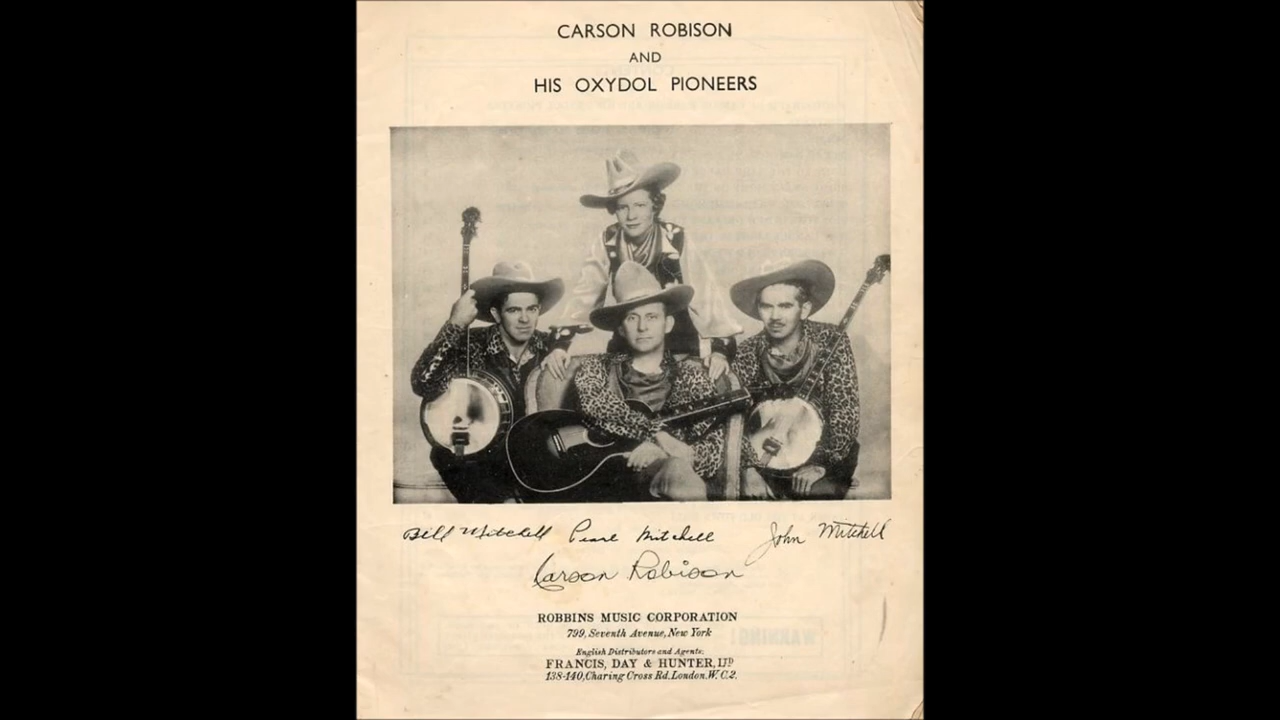 CARSON ROBISON
AND
HIS OXYDOL PIONEERS
Bill Mitchell Pearl Mitchell John Mitchell
Carson Robison
ROBBINS MUSIC CORPORATION
799, Seventh Avenue, New York
English Distributors and Agents:
FRANCIS, DAY & HUNTER, LTD
138-140, Charing Cross Rd. London. W.C.2.
WARNING!